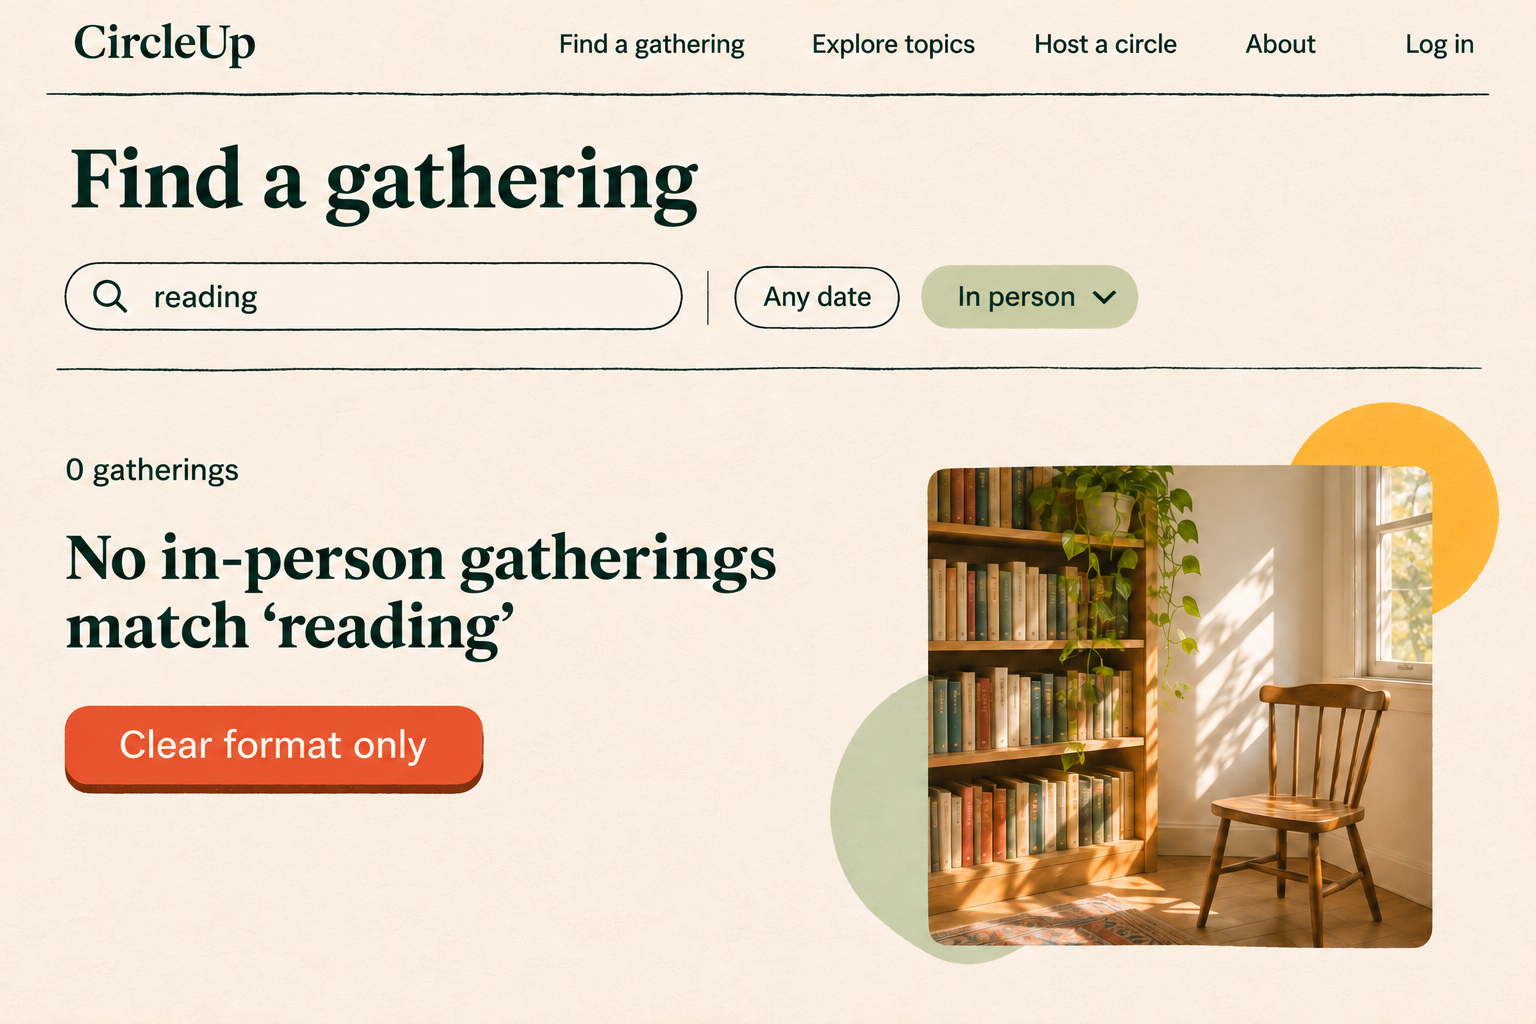 CircleUp
Find a gathering
Explore topics
Host a circle
About
Log in
Find a gathering
reading
Any date
In person
0 gatherings
No in-person gatherings
match ‘reading’
Clear format only